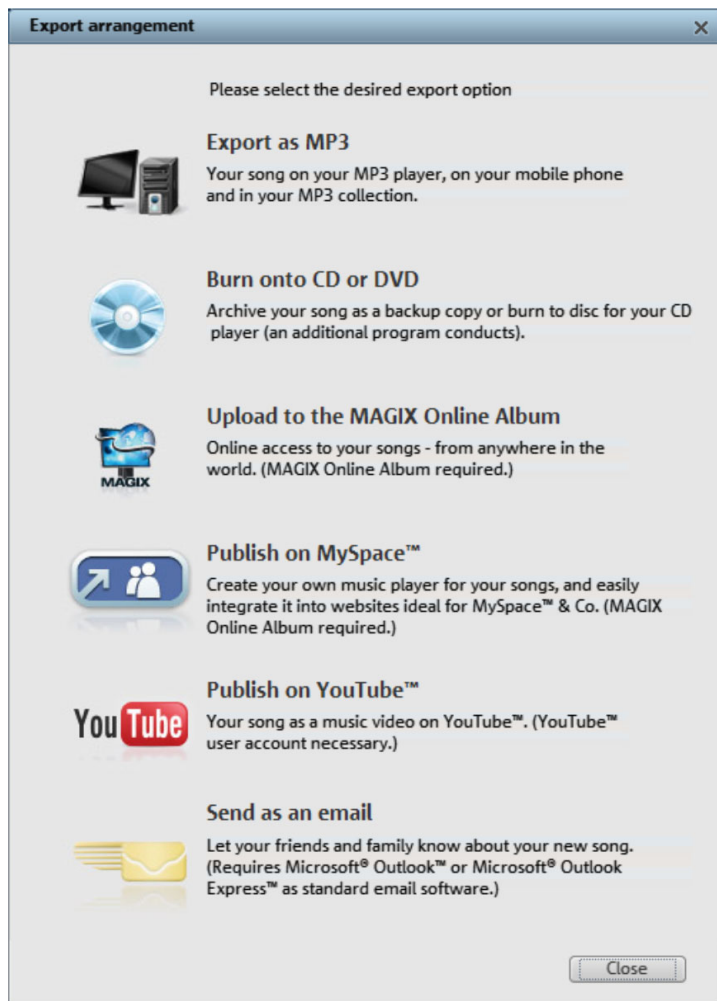 Export arrangement
Please select the desired export option
Export as MP3
Your song on your MP3 player, on your mobile phone
and in your MP3 collection.
Burn onto CD or DVD
Archive your song as a backup copy or burn to disc for your CD
player (an additional program conducts).
Upload to the MAGIX Online Album
Online access to your songs - from anywhere in the
world. (MAGIX Online Album required.)
MAGIX
Publish on MySpace™
Create your own music player for your songs, and easily
integrate it into websites ideal for MySpace™ & Co. (MAGIX
Online Album required.)
Publish on YouTube™
You Tube
Your song as a music video on YouTube™. (YouTube™
user account necessary.)
Send as an email
Let your friends and family know about your new song.
(Requires Microsoft® Outlook™ or Microsoft® Outlook
Express™ as standard email software.)
Close